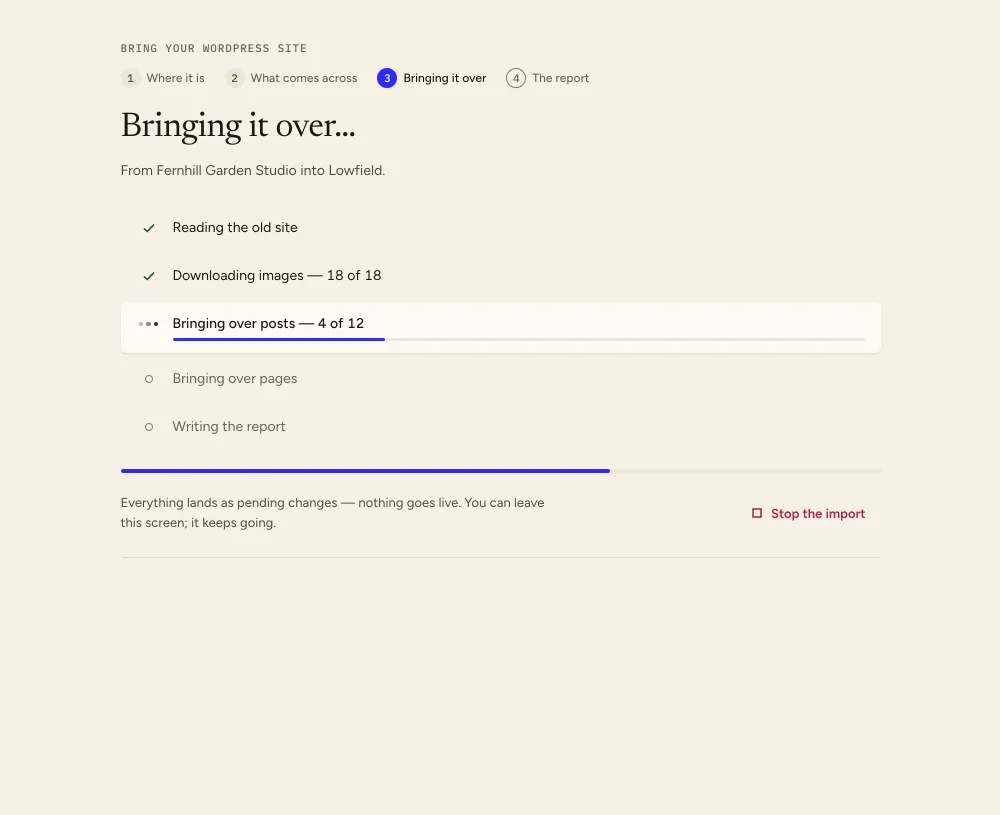 BRING YOUR WORDPRESS SITE
1 Where it is 2 What comes across 3 Bringing it over 4 The report
Bringing it over…
From Fernhill Garden Studio into Lowfield.
Reading the old site
Downloading images — 18 of 18
Bringing over posts — 4 of 12
Bringing over pages
Writing the report
Everything lands as pending changes — nothing goes live. You can leave
this screen; it keeps going.
Stop the import